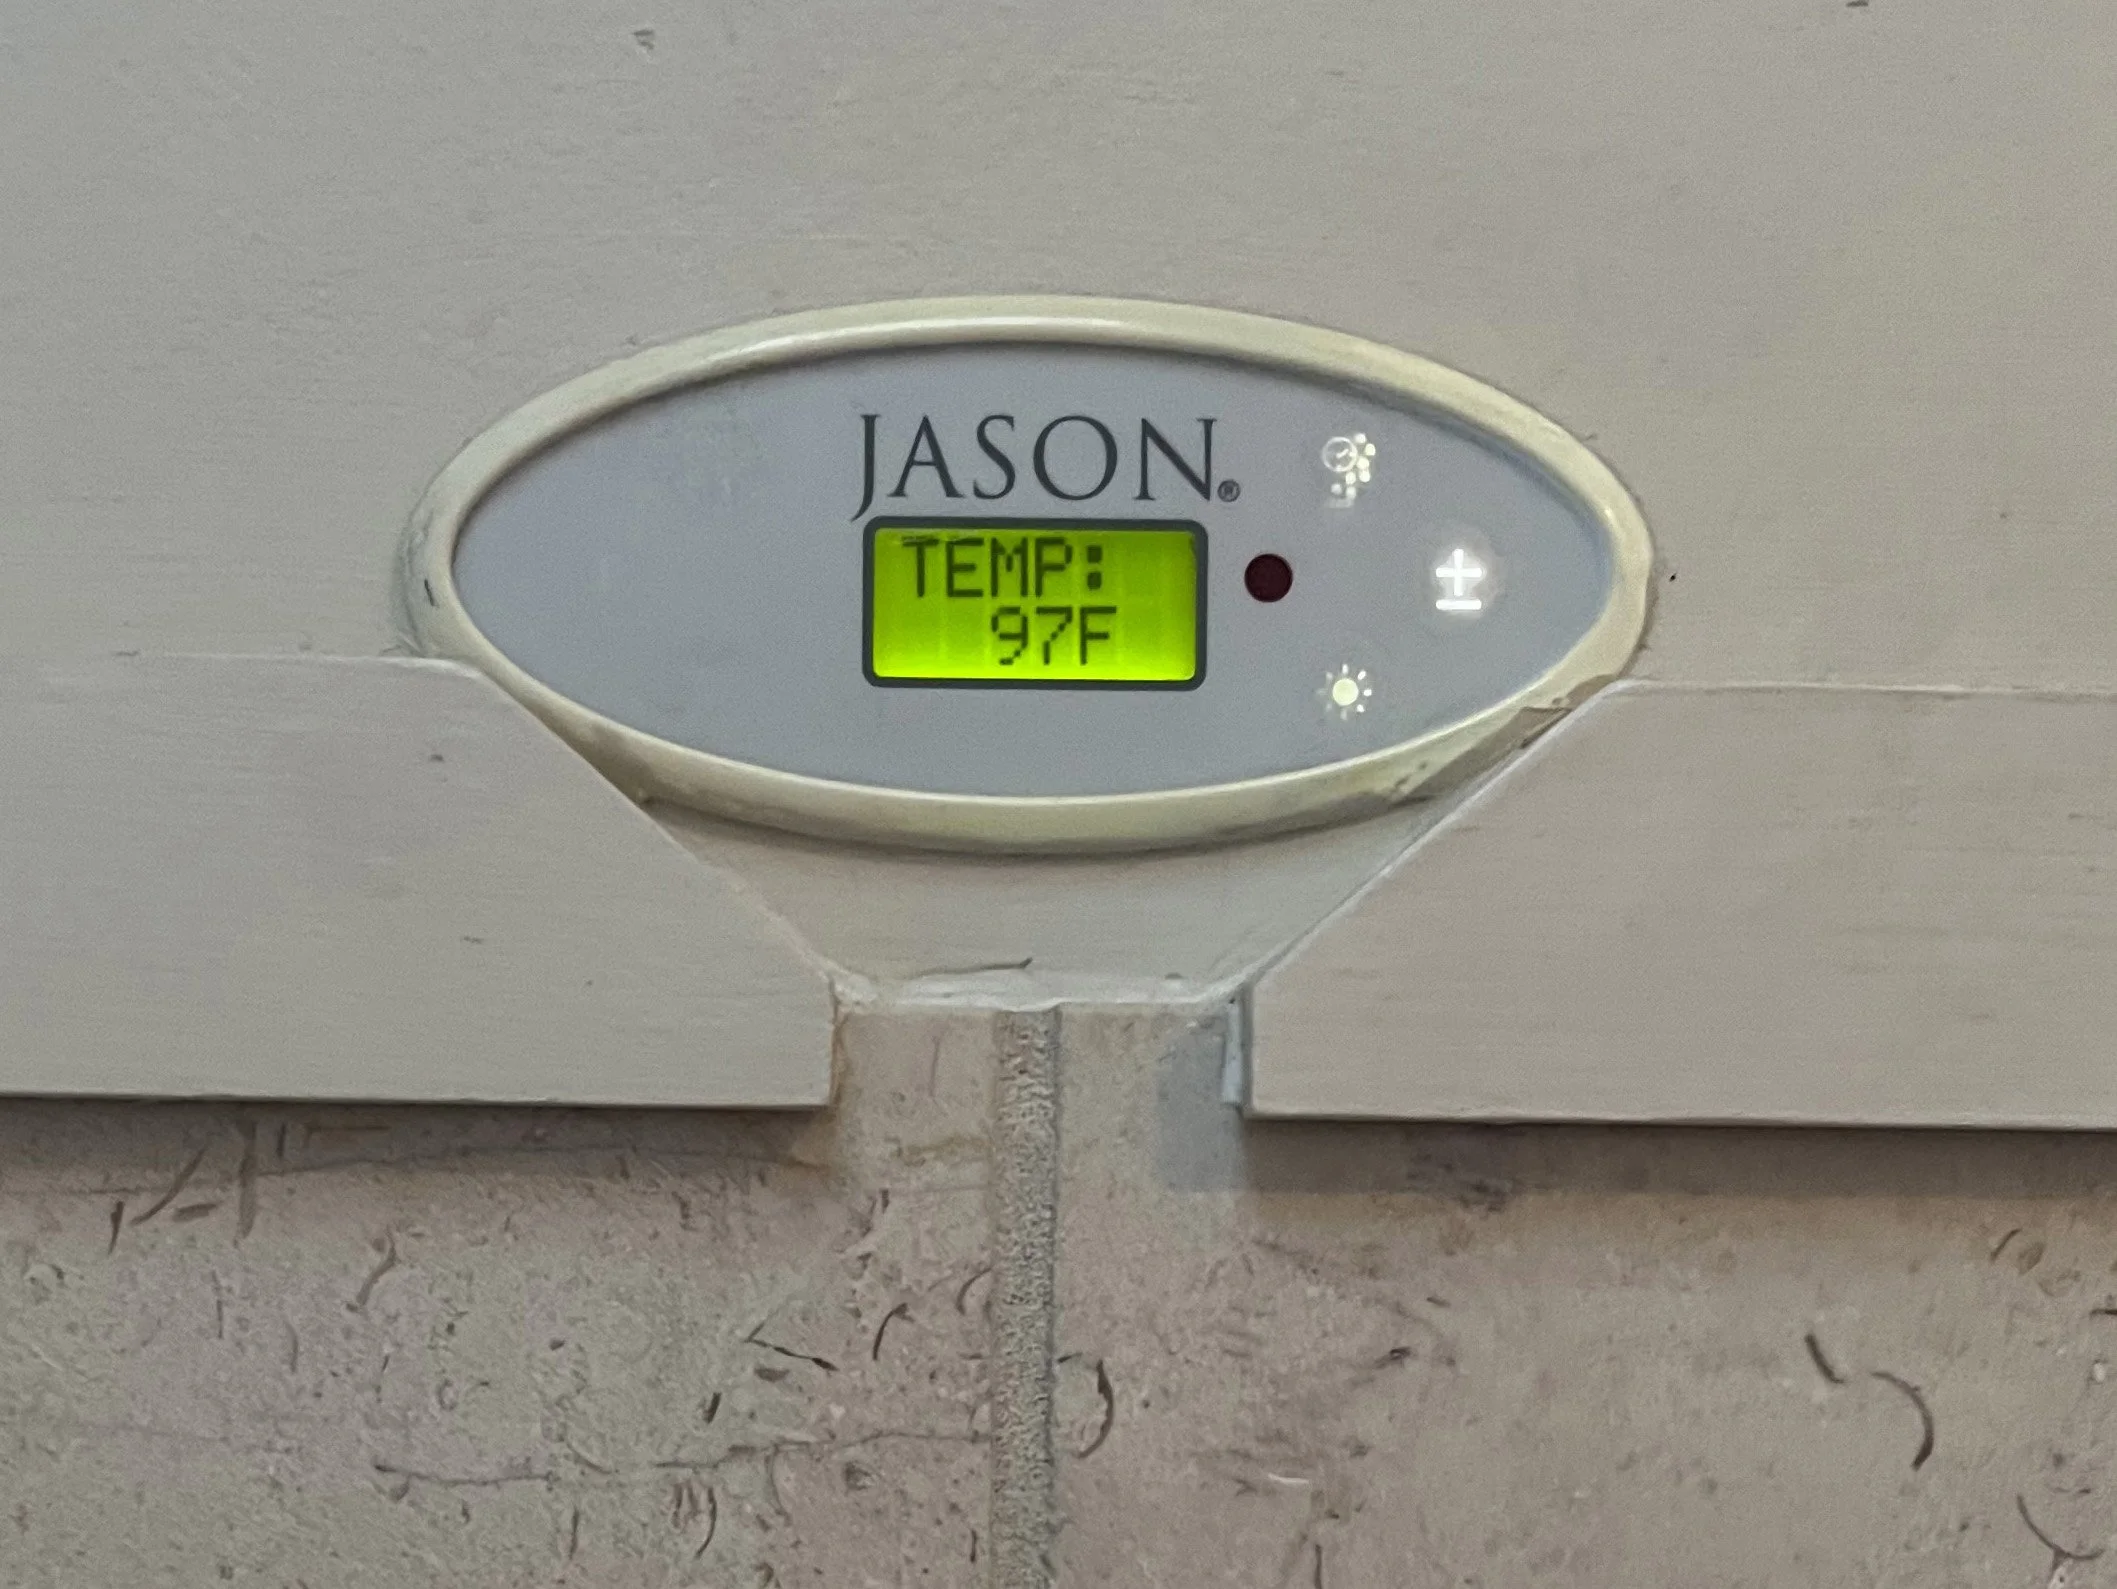 JASON®
TEMP:
97F
±